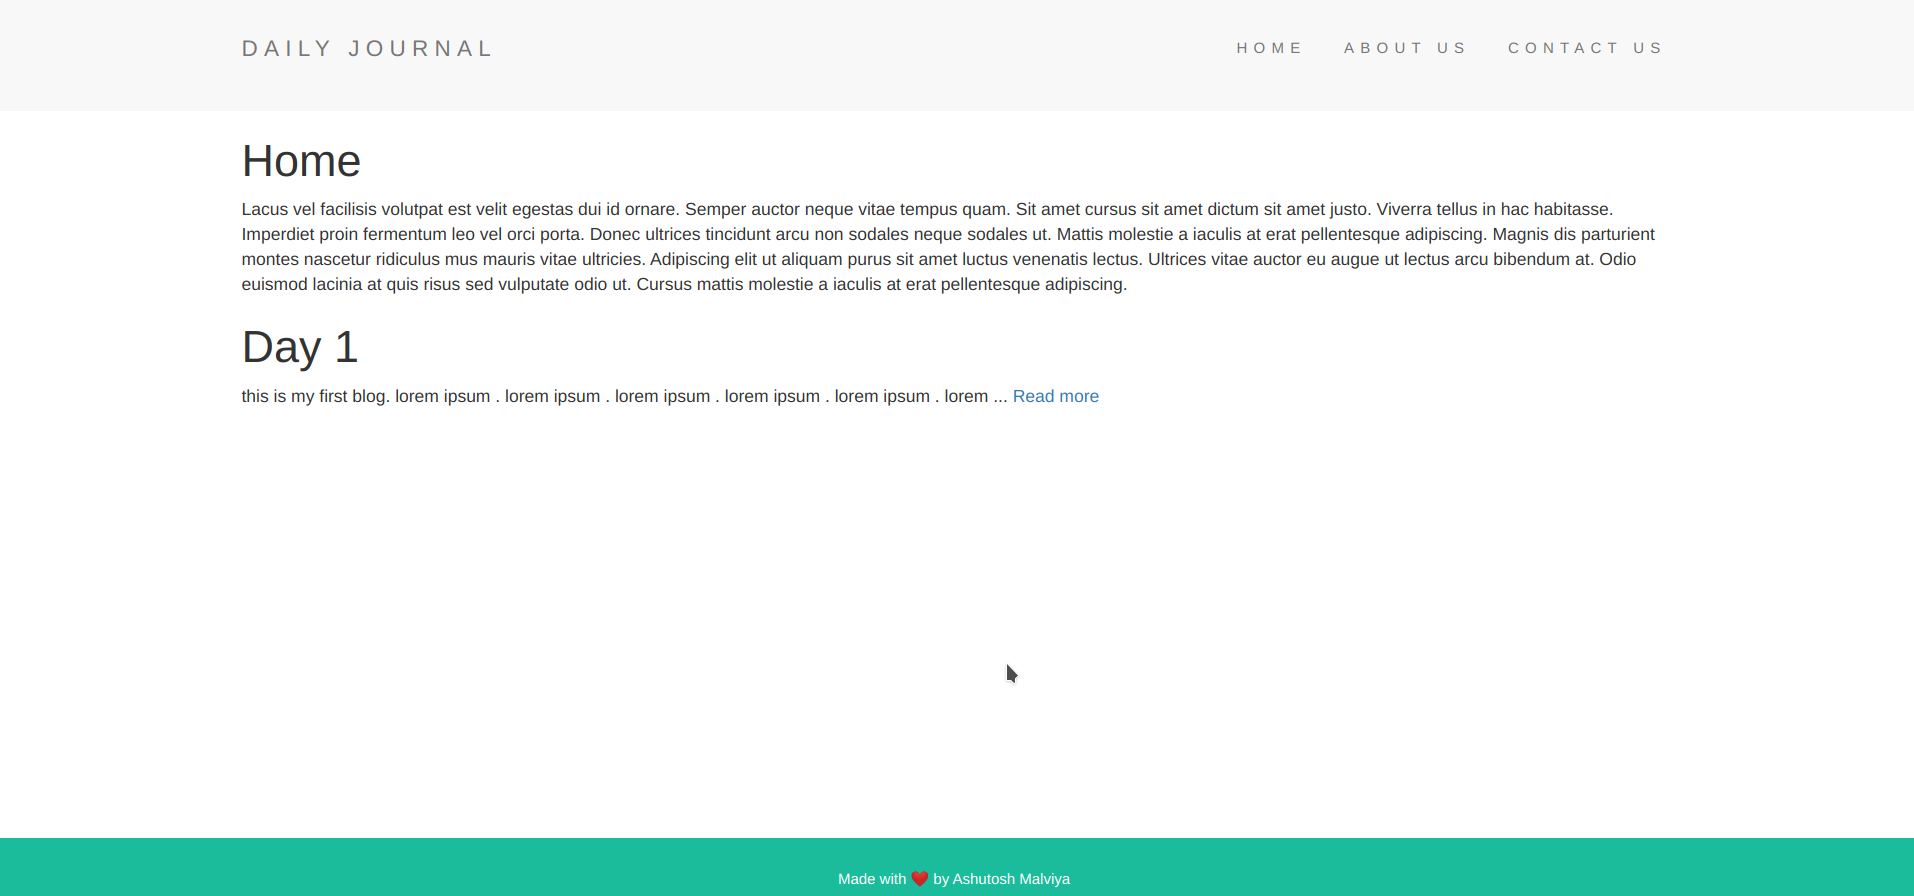 DAILY JOURNAL
HOME ABOUT US CONTACT US
Home
Lacus vel facilisis volutpat est velit egestas dui id ornare. Semper auctor neque vitae tempus quam. Sit amet cursus sit amet dictum sit amet justo. Viverra tellus in hac habitasse.
Imperdiet proin fermentum leo vel orci porta. Donec ultrices tincidunt arcu non sodales neque sodales ut. Mattis molestie a iaculis at erat pellentesque adipiscing. Magnis dis parturient
montes nascetur ridiculus mus mauris vitae ultricies. Adipiscing elit ut aliquam purus sit amet luctus venenatis lectus. Ultrices vitae auctor eu augue ut lectus arcu bibendum at. Odio
euismod lacinia at quis risus sed vulputate odio ut. Cursus mattis molestie a iaculis at erat pellentesque adipiscing.
Day 1
this is my first blog. lorem ipsum . lorem ipsum . lorem ipsum . lorem ipsum . lorem ipsum . lorem ... Read more
Made with ❤️ by Ashutosh Malviya